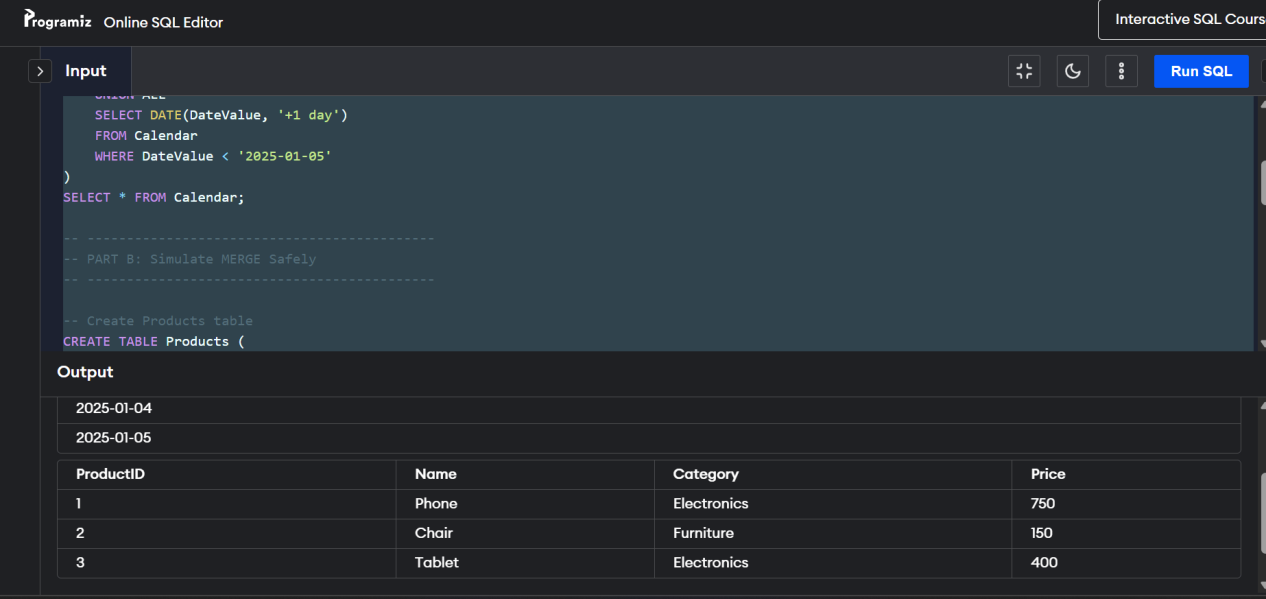 Programiz Online SQL Editor
Interactive SQL Cours
Input
Run SQL
UNION ALL
SELECT DATE(DateValue, '+1 day')
FROM Calendar
WHERE DateValue < '2025-01-05'
)
SELECT * FROM Calendar;
-- ---------------------------------------------
-- PART B: Simulate MERGE Safely
-- ---------------------------------------------
-- Create Products table
CREATE TABLE Products (
Output
2025-01-04
2025-01-05
ProductID Name Category Price
1 Phone Electronics 750
2 Chair Furniture 150
3 Tablet Electronics 400